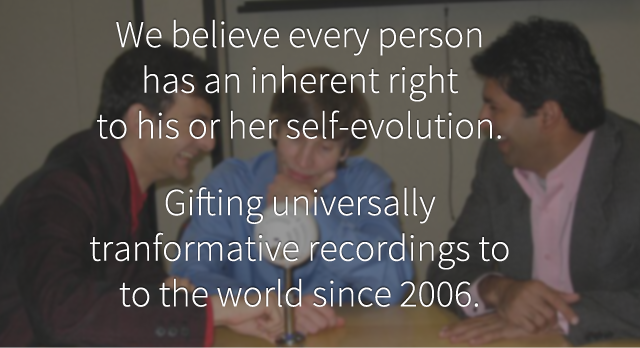 We believe every person
has an inherent right
to his or her self-evolution.
Gifting universally
tranformative recordings to
to the world since 2006.